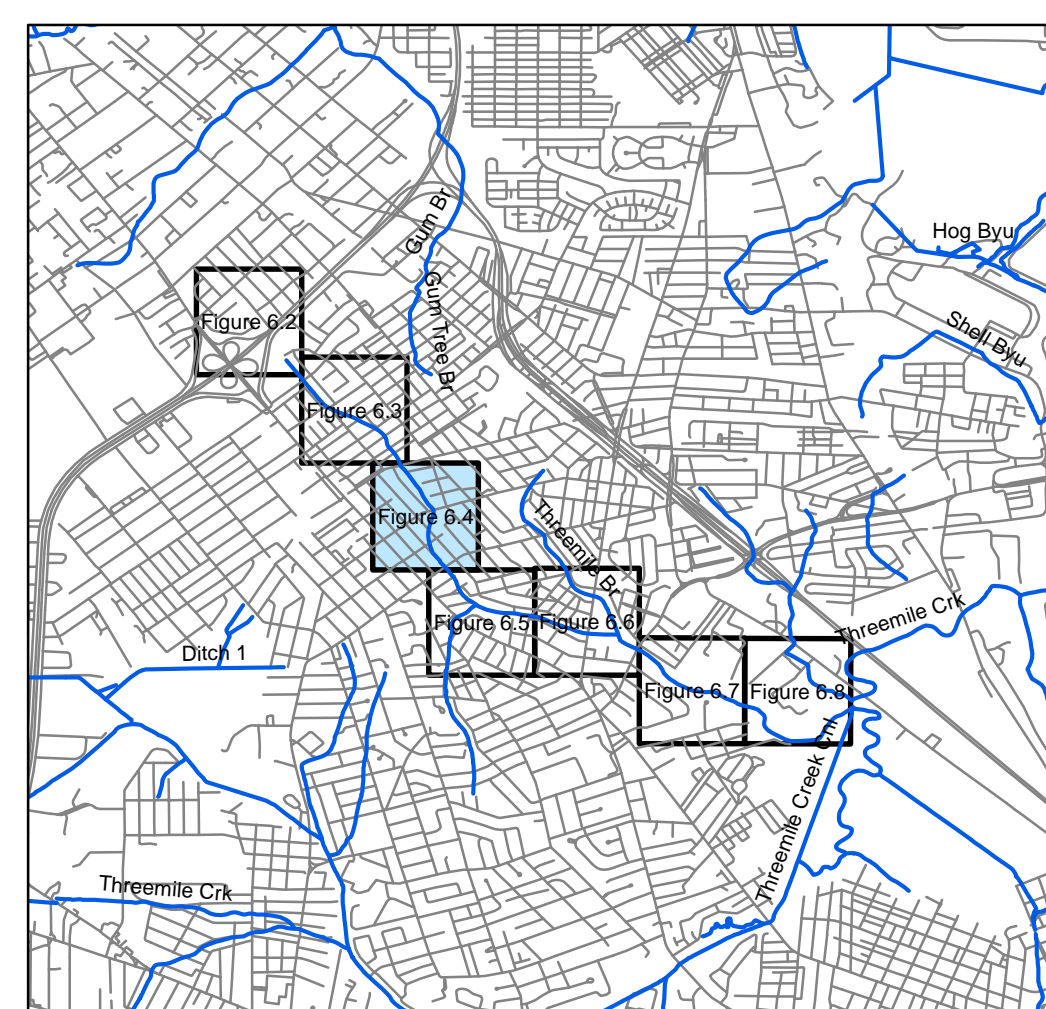 Gum Br
Hog Byu
Gum Tree Br
Figure 6.2
Shell Byu
Figure 6.3
Figure 6.4
Threemile Br
Figure 6.5
Figure 6.6
Threemile Crk
Ditch 1
Figure 6.7
Figure 6.8
Threemile Creek Cnl
Threemile Crk